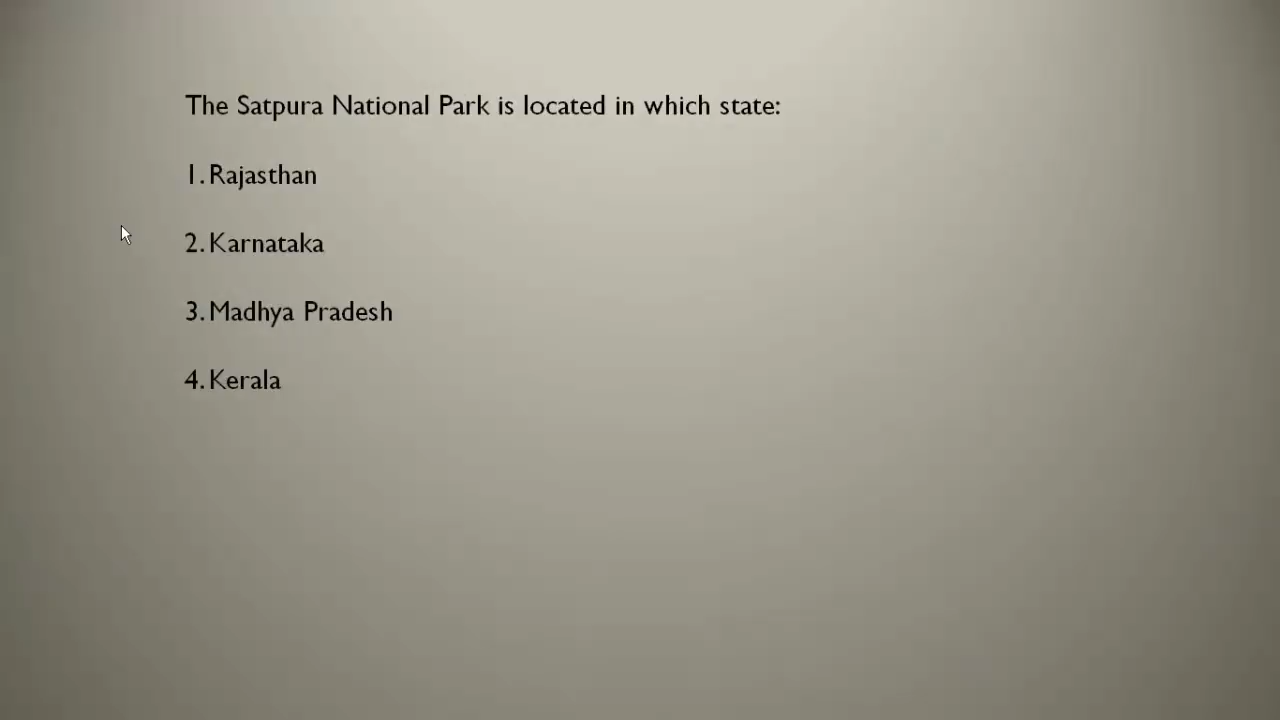 The Satpura National Park is located in which state:
1. Rajasthan
2. Karnataka
3. Madhya Pradesh
4. Kerala